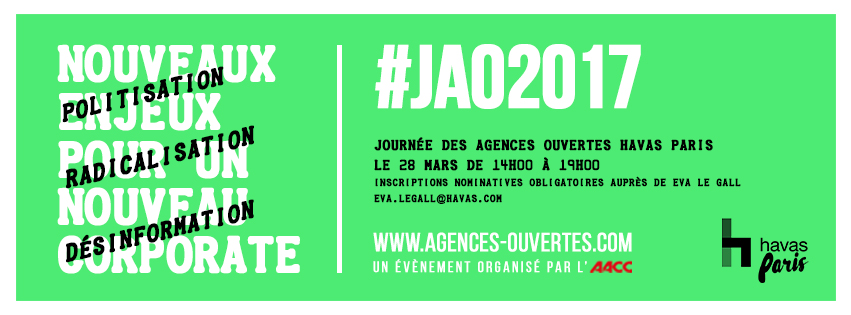 NOUVEAUX
POLITISATION
ENJEUX
RADICALISATION
POUR UN
NOUVEAU
DÉSINFORMATION
CORPORATE
#JAO2017
JOURNÉE DES AGENCES OUVERTES HAVAS PARIS
LE 28 MARS DE 14H00 À 19H00
INSCRIPTIONS NOMINATIVES OBLIGATOIRES AUPRÈS DE EVA LE GALL
EVA.LEGALL@HAVAS.COM
WWW.AGENCES-OUVERTES.COM
UN ÉVÈNEMENT ORGANISÉ PAR L'AACC
havas
Paris